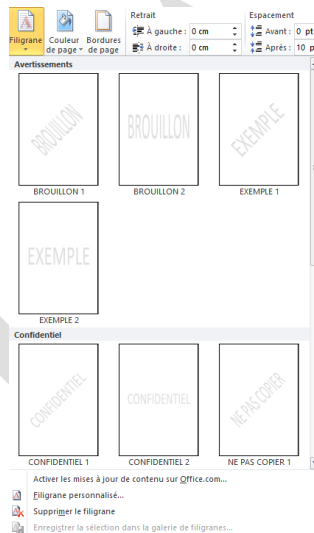 Filigrane Couleur de page Bordures de page
Retrait
À gauche : 0 cm
À droite : 0 cm
Espacement
Avant : 0 pt
Après : 10 p
Avertissements
BROUILLON
BROUILLON
EXEMPLE
BROUILLON 1 BROUILLON 2 EXEMPLE 1
EXEMPLE
EXEMPLE 2
Confidentiel
CONFIDENTIEL
CONFIDENTIEL
NE PAS COPIER
CONFIDENTIEL 1 CONFIDENTIEL 2 NE PAS COPIER 1
Activer les mises à jour de contenu sur Office.com...
Filigrane personnalisé...
Supprimer le filigrane
Enregistrer la sélection dans la galerie de filigranes...